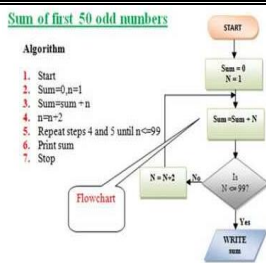 Sum of first 50 odd numbers
Algorithm
1. Start
2. Sum=0,n=1
3. Sum=sum +n
4. n=n+2
5. Repeat steps 4 and 5 until n<=99
6. Print sum
7. Stop
Flowchart
START
Sum = 0
N = 1
Sum =Sum + N
N = N+2
No
Is
N <= 99?
Yes
WRITE
sum